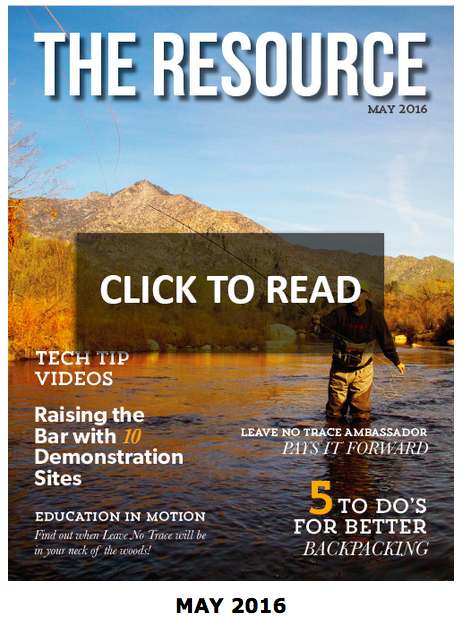 THE RESOURCE
MAY 2016
CLICK TO READ
TECH TIP
VIDEOS
Raising the
Bar with 10
Demonstration
Sites
LEAVE NO TRACE AMBASSADOR
PAYS IT FORWARD
5 TO DO'S
FOR BETTER
BACKPACKING
EDUCATION IN MOTION
Find out when Leave No Trace will be
in your neck of the woods!
MAY 2016